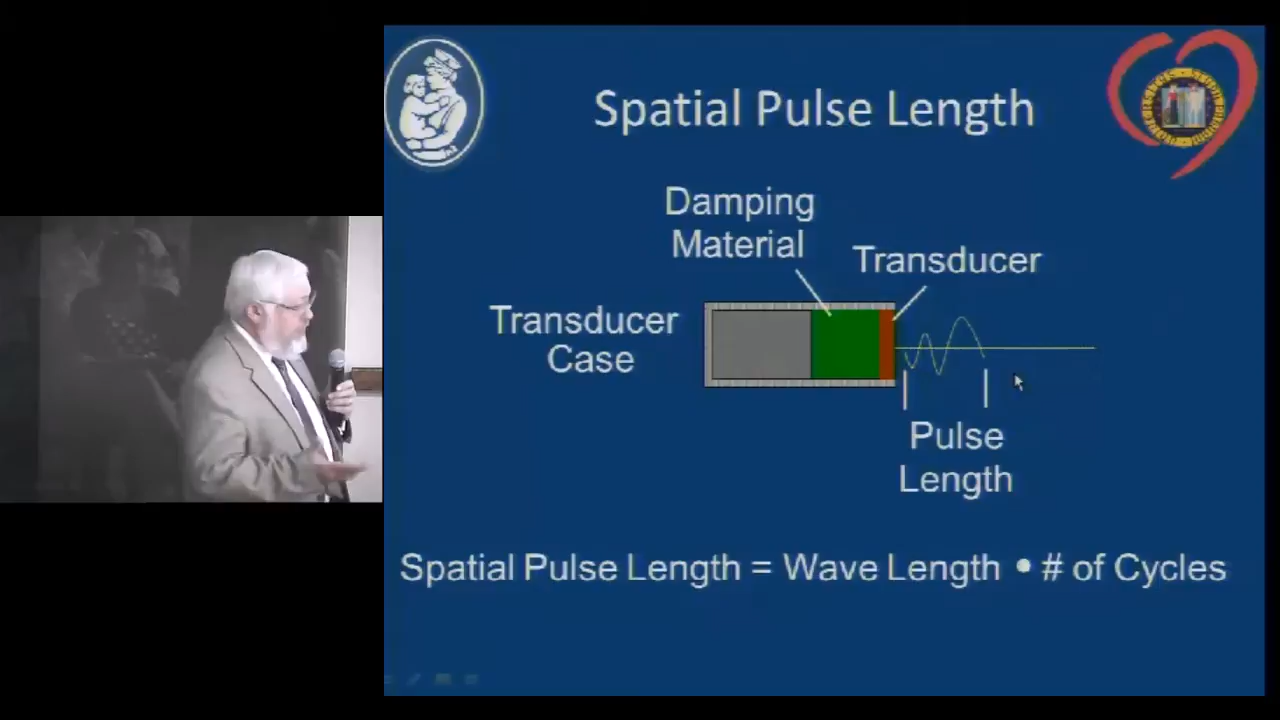 Spatial Pulse Length
Damping
Material
Transducer
Transducer
Case
Pulse
Length
Spatial Pulse Length = Wave Length • # of Cycles